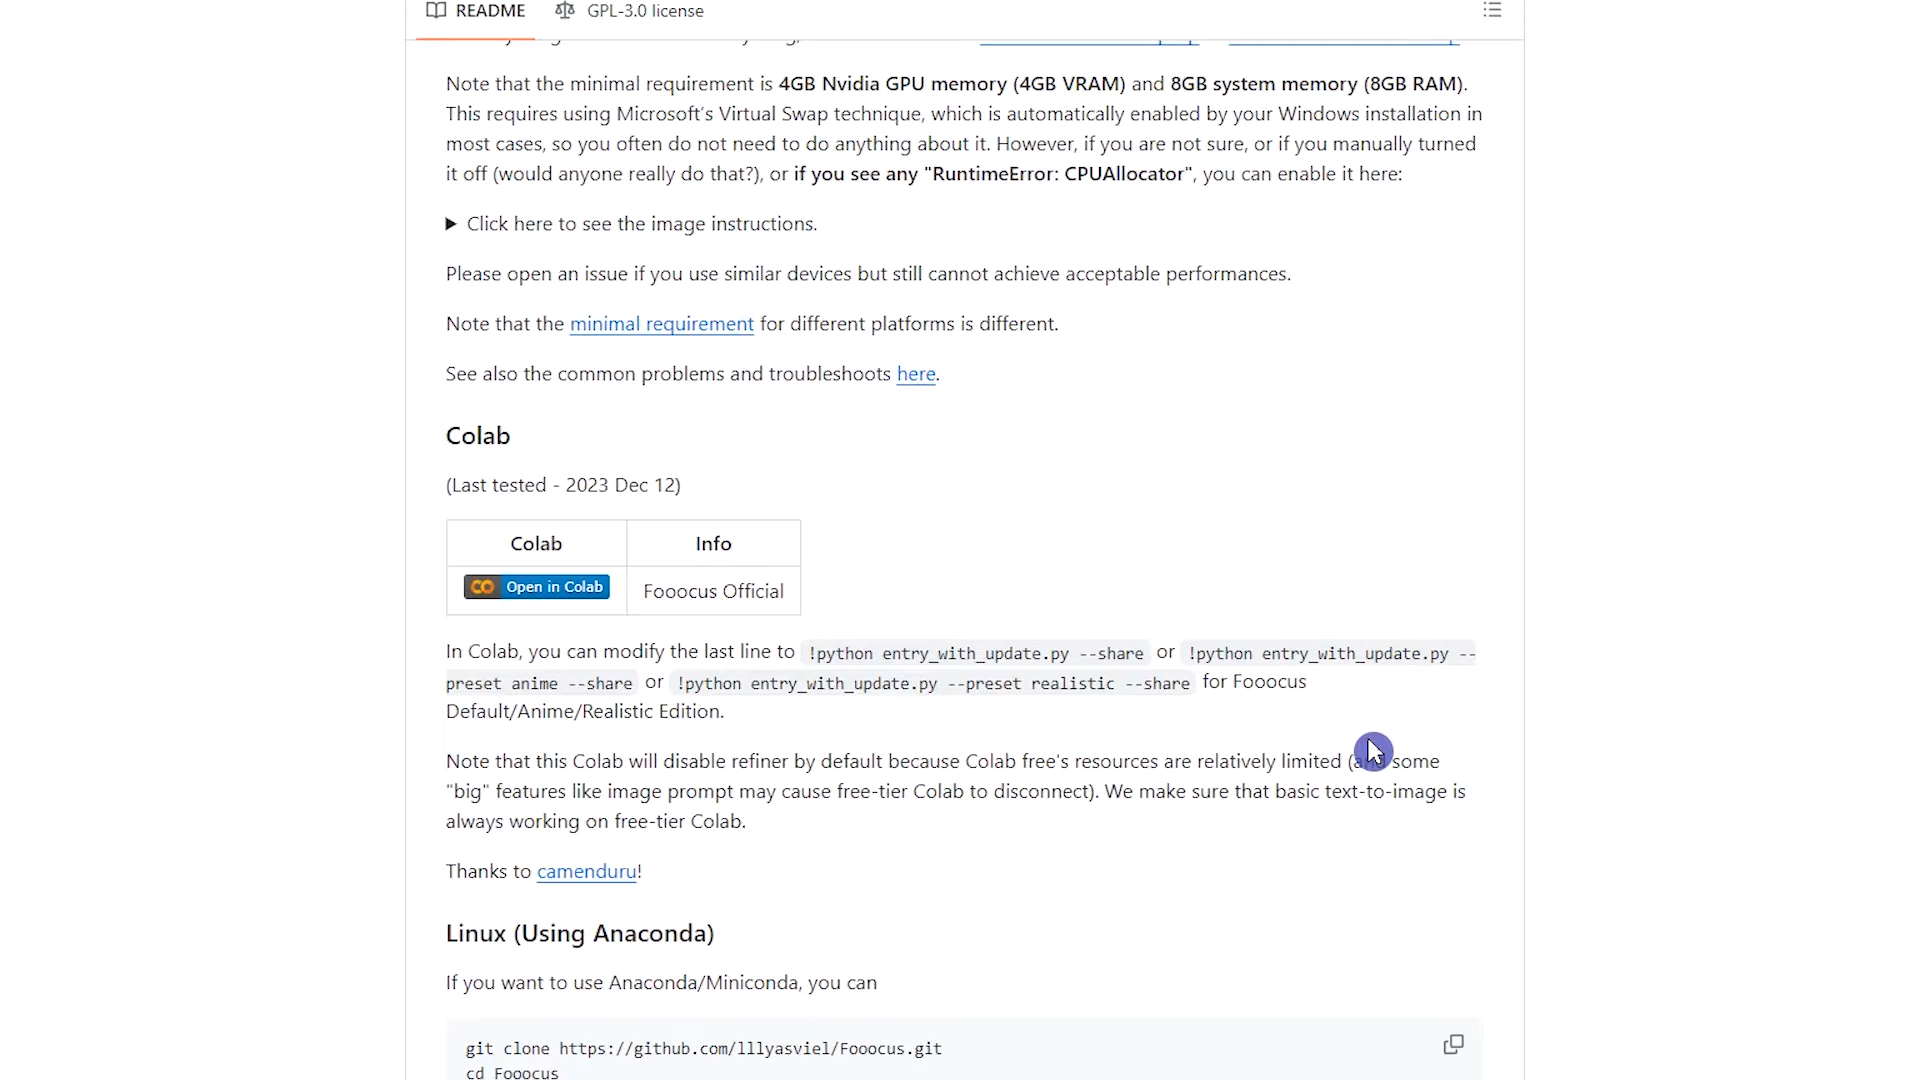 README
GPL-3.0 license
Note that the minimal requirement is 4GB Nvidia GPU memory (4GB VRAM) and 8GB system memory (8GB RAM).
This requires using Microsoft's Virtual Swap technique, which is automatically enabled by your Windows installation in
most cases, so you often do not need to do anything about it. However, if you are not sure, or if you manually turned
it off (would anyone really do that?), or if you see any "RuntimeError: CPUAllocator", you can enable it here:
Click here to see the image instructions.
Please open an issue if you use similar devices but still cannot achieve acceptable performances.
Note that the minimal requirement for different platforms is different.
See also the common problems and troubleshoots here.
Colab
(Last tested - 2023 Dec 12)
Colab Info
Open in Colab Fooocus Official
In Colab, you can modify the last line to !python entry_with_update.py --share or !python entry_with_update.py --
preset anime --share or !python entry_with_update.py --preset realistic --share for Fooocus
Default/Anime/Realistic Edition.
Note that this Colab will disable refiner by default because Colab free's resources are relatively limited (and some
"big" features like image prompt may cause free-tier Colab to disconnect). We make sure that basic text-to-image is
always working on free-tier Colab.
Thanks to camenduru!
Linux (Using Anaconda)
If you want to use Anaconda/Miniconda, you can
git clone https://github.com/lllyasviel/Fooocus.git
cd Fooocus